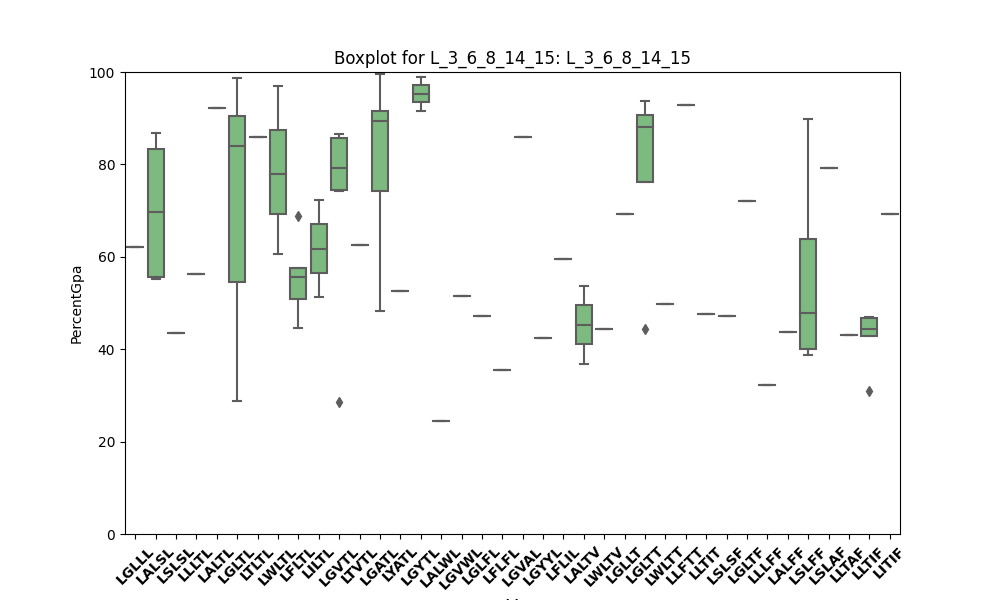 Boxplot for L_3_6_8_14_15: L_3_6_8_14_15
PercentGpa
100
80
60
40
20
0
LGLLL
LALSL
LSLSL
LLLTL
LALTL
LGLTL
LTLTL
LWLTL
LFLTL
LILTL
LGVTL
LTVTL
LGATL
LYATL
LGYTL
LALWL
LGVWL
LGLFL
LFLFL
LGVAL
LGYYL
LFLIL
LALTV
LWLTV
LGLLT
LGLTT
LWLTT
LLFTT
LLTIT
LSLSF
LGLTF
LLLFF
LALFF
LSLFF
LSLAF
LLTAF
LLTIF
LITIF